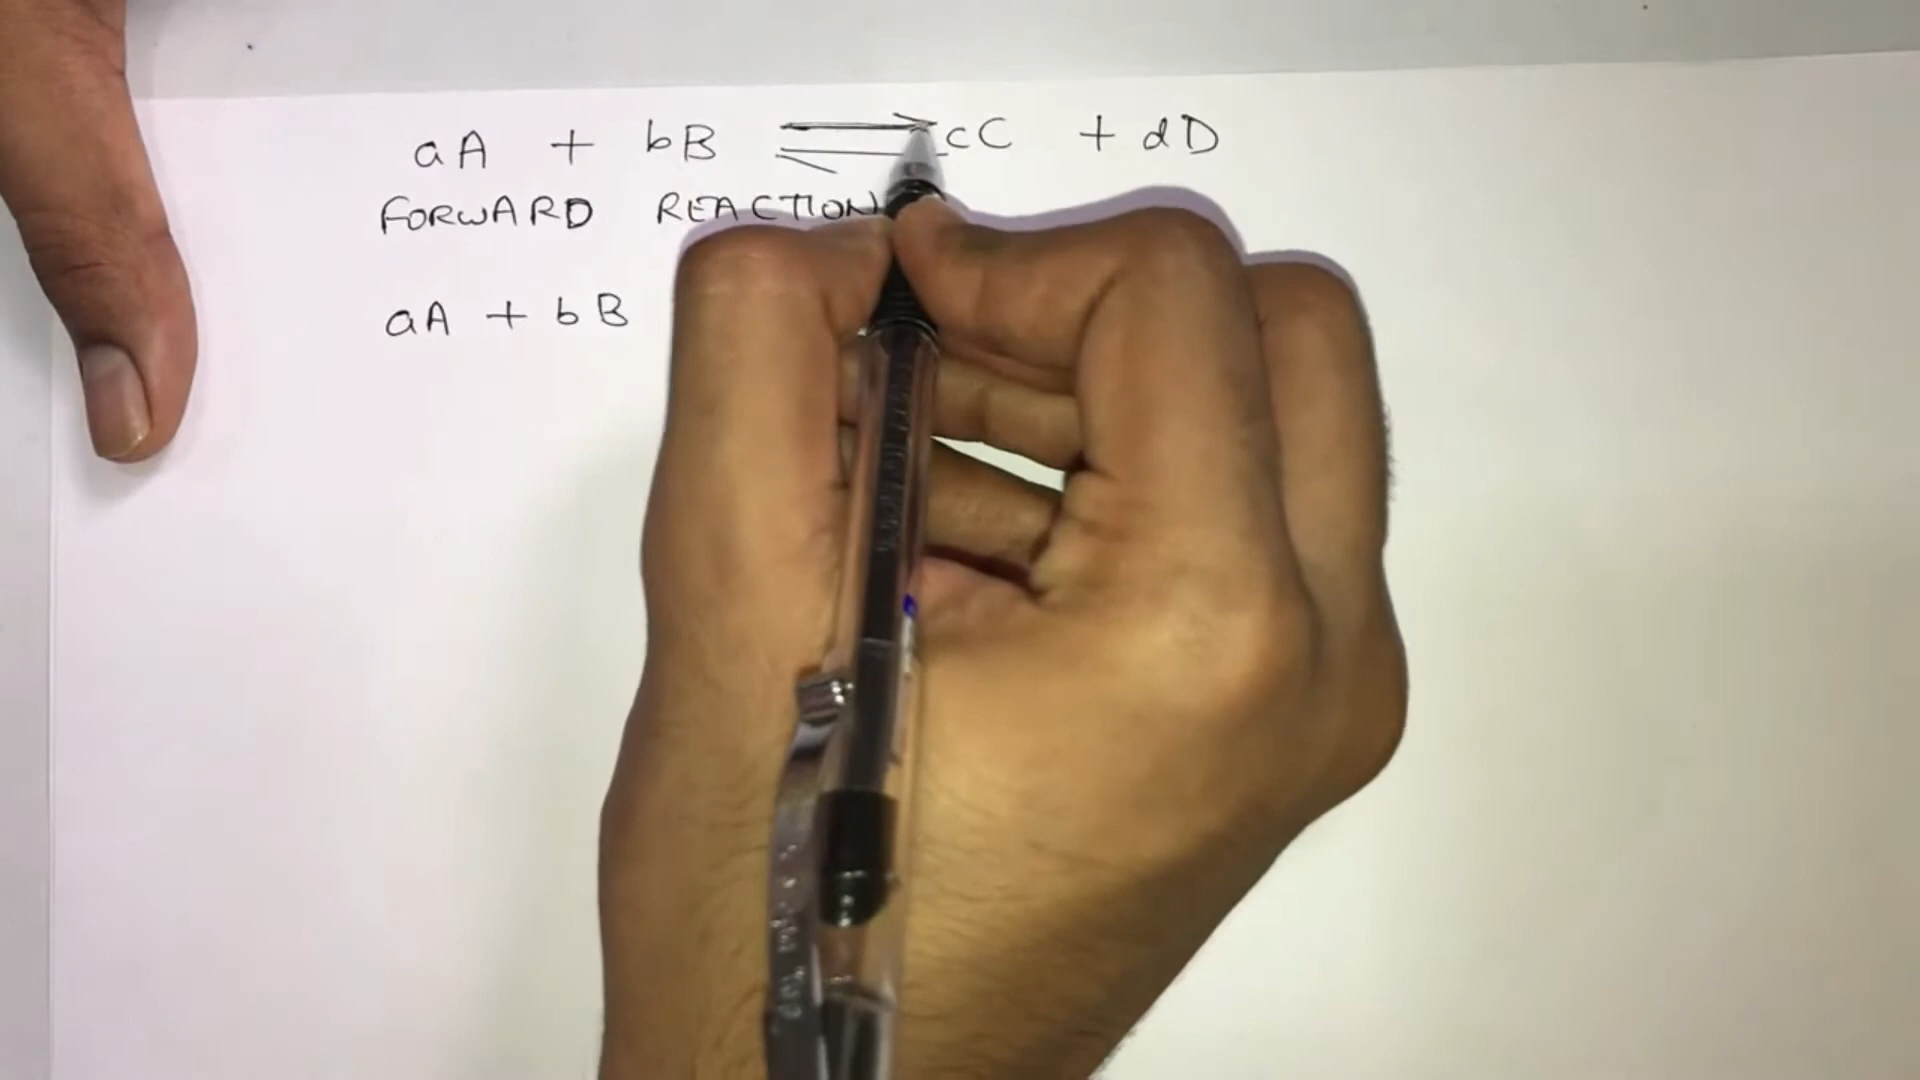 aA + bB ⇌ cC + dD
FORWARD REACTION
aA + bB